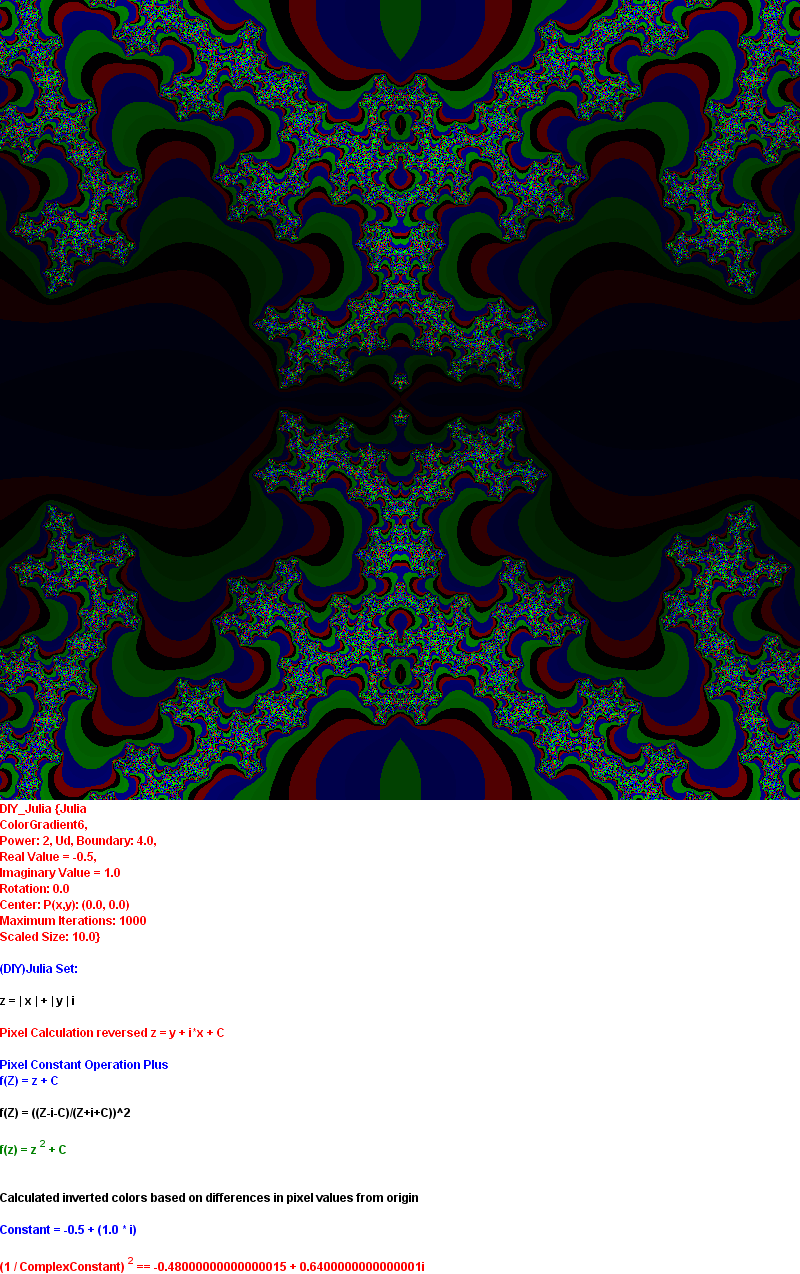 DIY_Julia {Julia
ColorGradient6,
Power: 2, Ud, Boundary: 4.0,
Real Value = -0.5,
Imaginary Value = 1.0
Rotation: 0.0
Center: P(x,y): (0.0, 0.0)
Maximum Iterations: 1000
Scaled Size: 10.0}
(DIY)Julia Set:
z = | x | + | y | i
Pixel Calculation reversed z = y + i*x + C
Pixel Constant Operation Plus
f(Z) = z + C
f(Z) = ((Z-i-C)/(Z+i+C))^2
f(z) = z 2 + C
Calculated inverted colors based on differences in pixel values from origin
Constant = -0.5 + (1.0 * i)
(1 / ComplexConstant) 2 == -0.48000000000000015 + 0.6400000000000001i